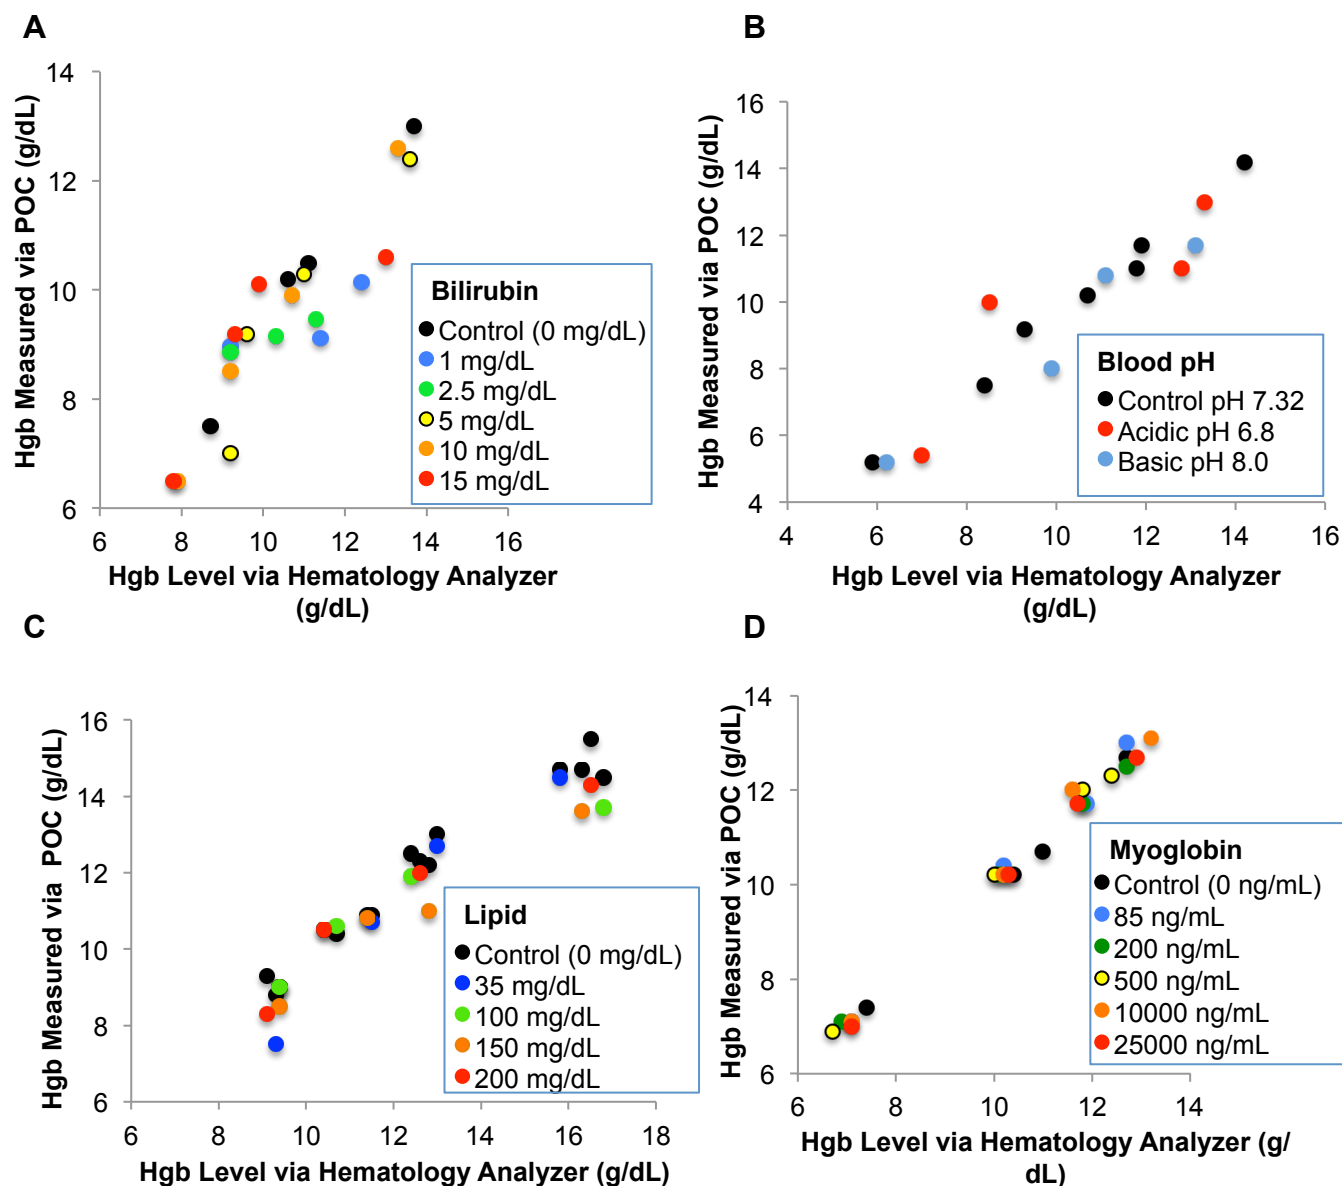 A
Hgb Measured via POC (g/dL)
14
12
10
8
6
6 8 10 12 14 16
Hgb Level via Hematology Analyzer
(g/dL)
Bilirubin
Control (0 mg/dL)
1 mg/dL
2.5 mg/dL
5 mg/dL
10 mg/dL
15 mg/dL
B
Hgb Measured via POC (g/dL)
16
14
12
10
8
6
4
4 6 8 10 12 14 16
Hgb Level via Hematology Analyzer
(g/dL)
Blood pH
Control pH 7.32
Acidic pH 6.8
Basic pH 8.0
C
Hgb Measured via POC (g/dL)
16
14
12
10
8
6
6 8 10 12 14 16 18
Hgb Level via Hematology Analyzer (g/dL)
Lipid
Control (0 mg/dL)
35 mg/dL
100 mg/dL
150 mg/dL
200 mg/dL
D
Hgb Measured via POC (g/dL)
14
12
10
8
6
6 8 10 12 14
Hgb Level via Hematology Analyzer (g/
dL)
Myoglobin
Control (0 ng/mL)
85 ng/mL
200 ng/mL
500 ng/mL
10000 ng/mL
25000 ng/mL